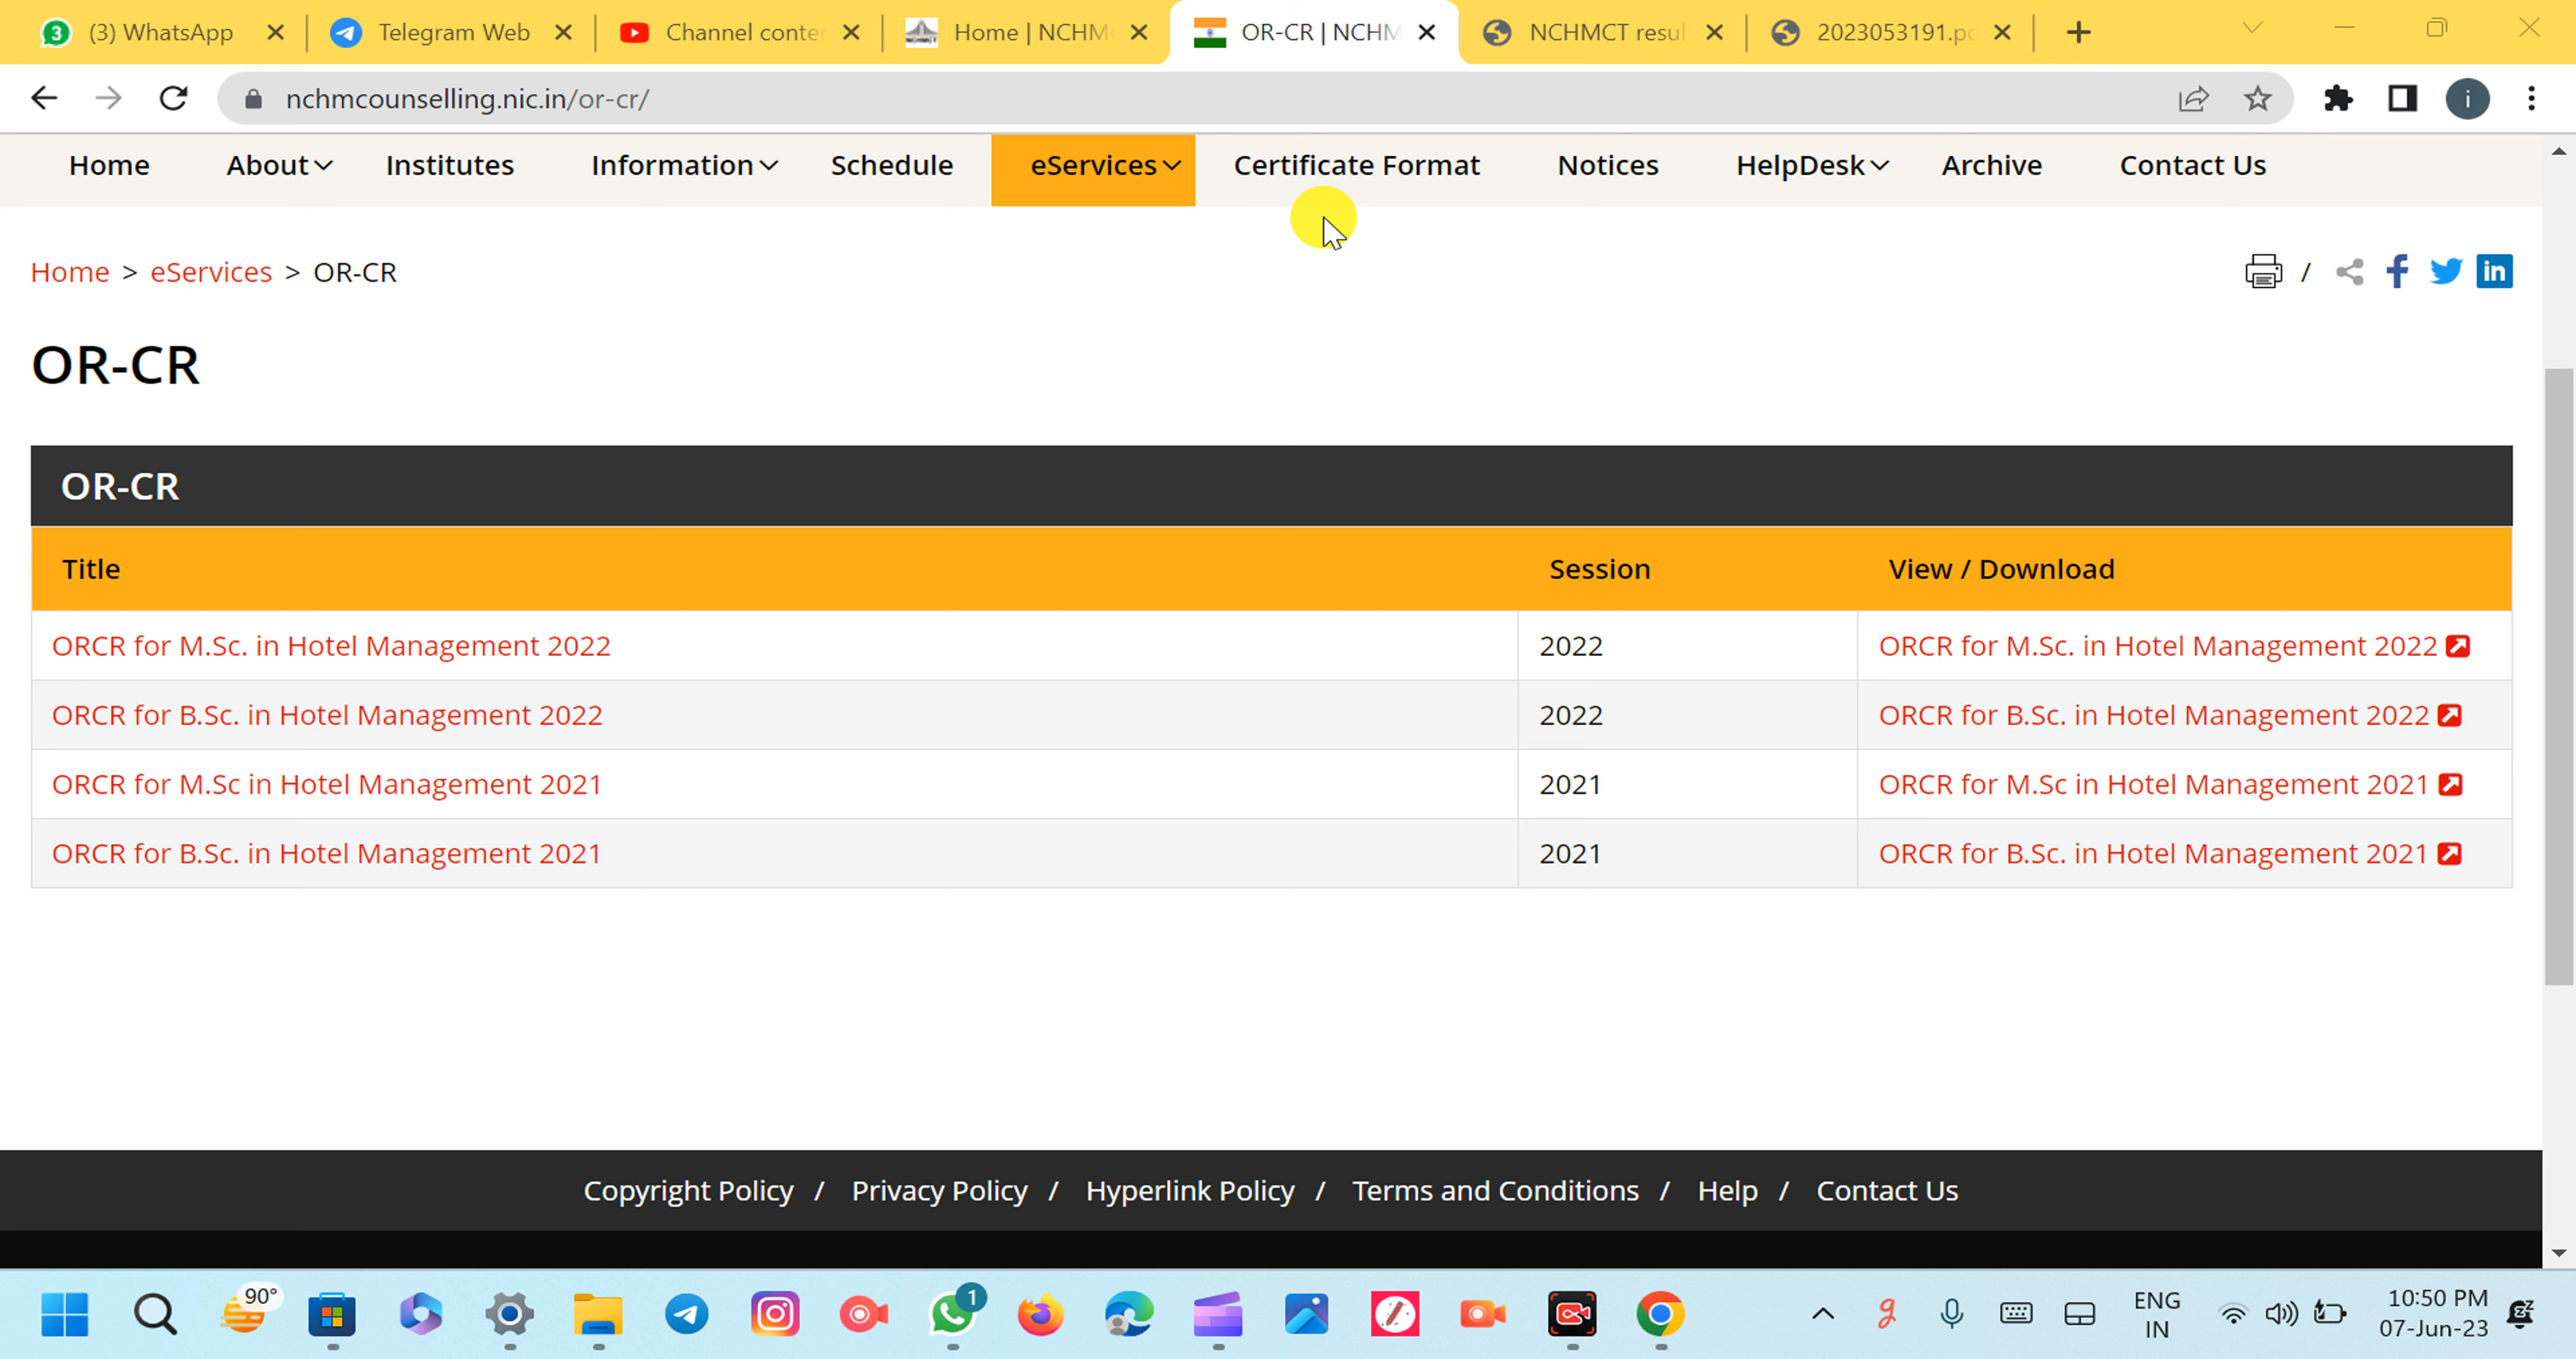 3 (3) WhatsApp Telegram Web Channel conte Home | NCHM OR-CR | NCHM NCHMCT resul 2023053191.p
nchmcounselling.nic.in/or-cr/ i
Home About Institutes Information Schedule eServices Certificate Format Notices HelpDesk Archive Contact Us
Home > eServices > OR-CR / f in
OR-CR
OR-CR
Title Session View / Download
ORCR for M.Sc. in Hotel Management 2022 2022 ORCR for M.Sc. in Hotel Management 2022
ORCR for B.Sc. in Hotel Management 2022 2022 ORCR for B.Sc. in Hotel Management 2022
ORCR for M.Sc in Hotel Management 2021 2021 ORCR for M.Sc in Hotel Management 2021
ORCR for B.Sc. in Hotel Management 2021 2021 ORCR for B.Sc. in Hotel Management 2021
Copyright Policy / Privacy Policy / Hyperlink Policy / Terms and Conditions / Help / Contact Us
90° 1 ENG 10:50 PM
IN 07-Jun-23